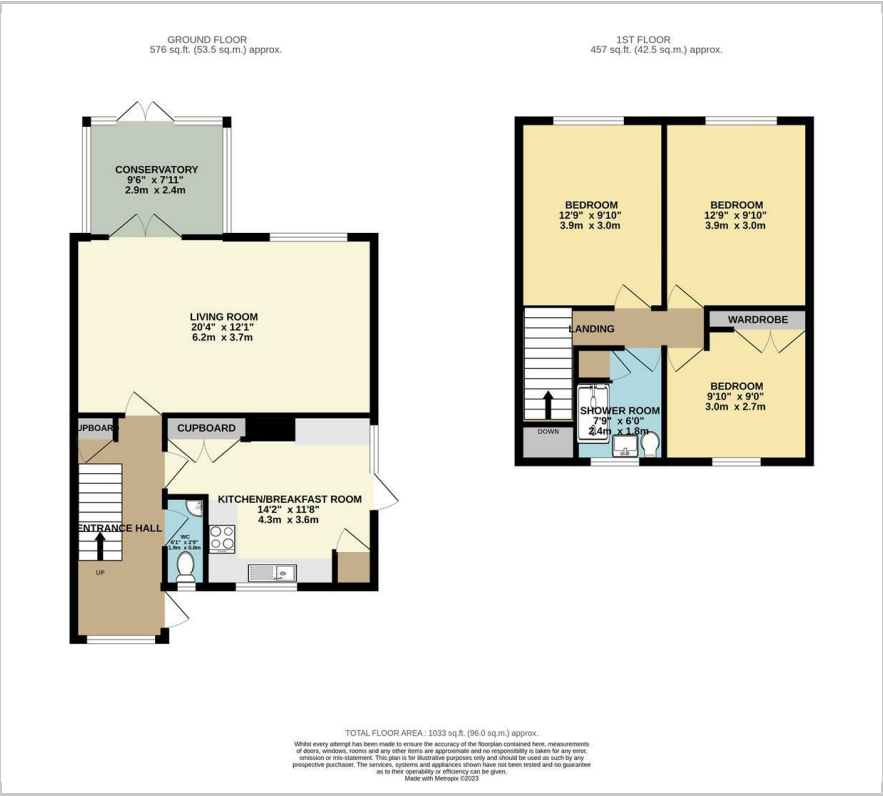 GROUND FLOOR
576 sq.ft. (53.5 sq.m.) approx.
1ST FLOOR
457 sq.ft. (42.5 sq.m.) approx.
CONSERVATORY
9'6" x 7'11"
2.9m x 2.4m
LIVING ROOM
20'4" x 12'1"
6.2m x 3.7m
UPBOARD
CUPBOARD
KITCHEN/BREAKFAST ROOM
14'2" x 11'8"
4.3m x 3.6m
ENTRANCE HALL
WC
6'1" x 2'9"
1.9m x 0.8m
UP
BEDROOM
12'9" x 9'10"
3.9m x 3.0m
BEDROOM
12'9" x 9'10"
3.9m x 3.0m
LANDING
WARDROBE
BEDROOM
9'10" x 9'0"
3.0m x 2.7m
SHOWER ROOM
7'9" x 6'0"
2.4m x 1.8m
DOWN
TOTAL FLOOR AREA : 1033 sq.ft. (96.0 sq.m.) approx.
Whilst every attempt has been made to ensure the accuracy of the floorplan contained here, measurements
of doors, windows, rooms and any other items are approximate and no responsibility is taken for any error,
omission or mis-statement. This plan is for illustrative purposes only and should be used as such by any
prospective purchaser. The services, systems and appliances shown have not been tested and no guarantee
as to their operability or efficiency can be given.
Made with Metropix ©2023